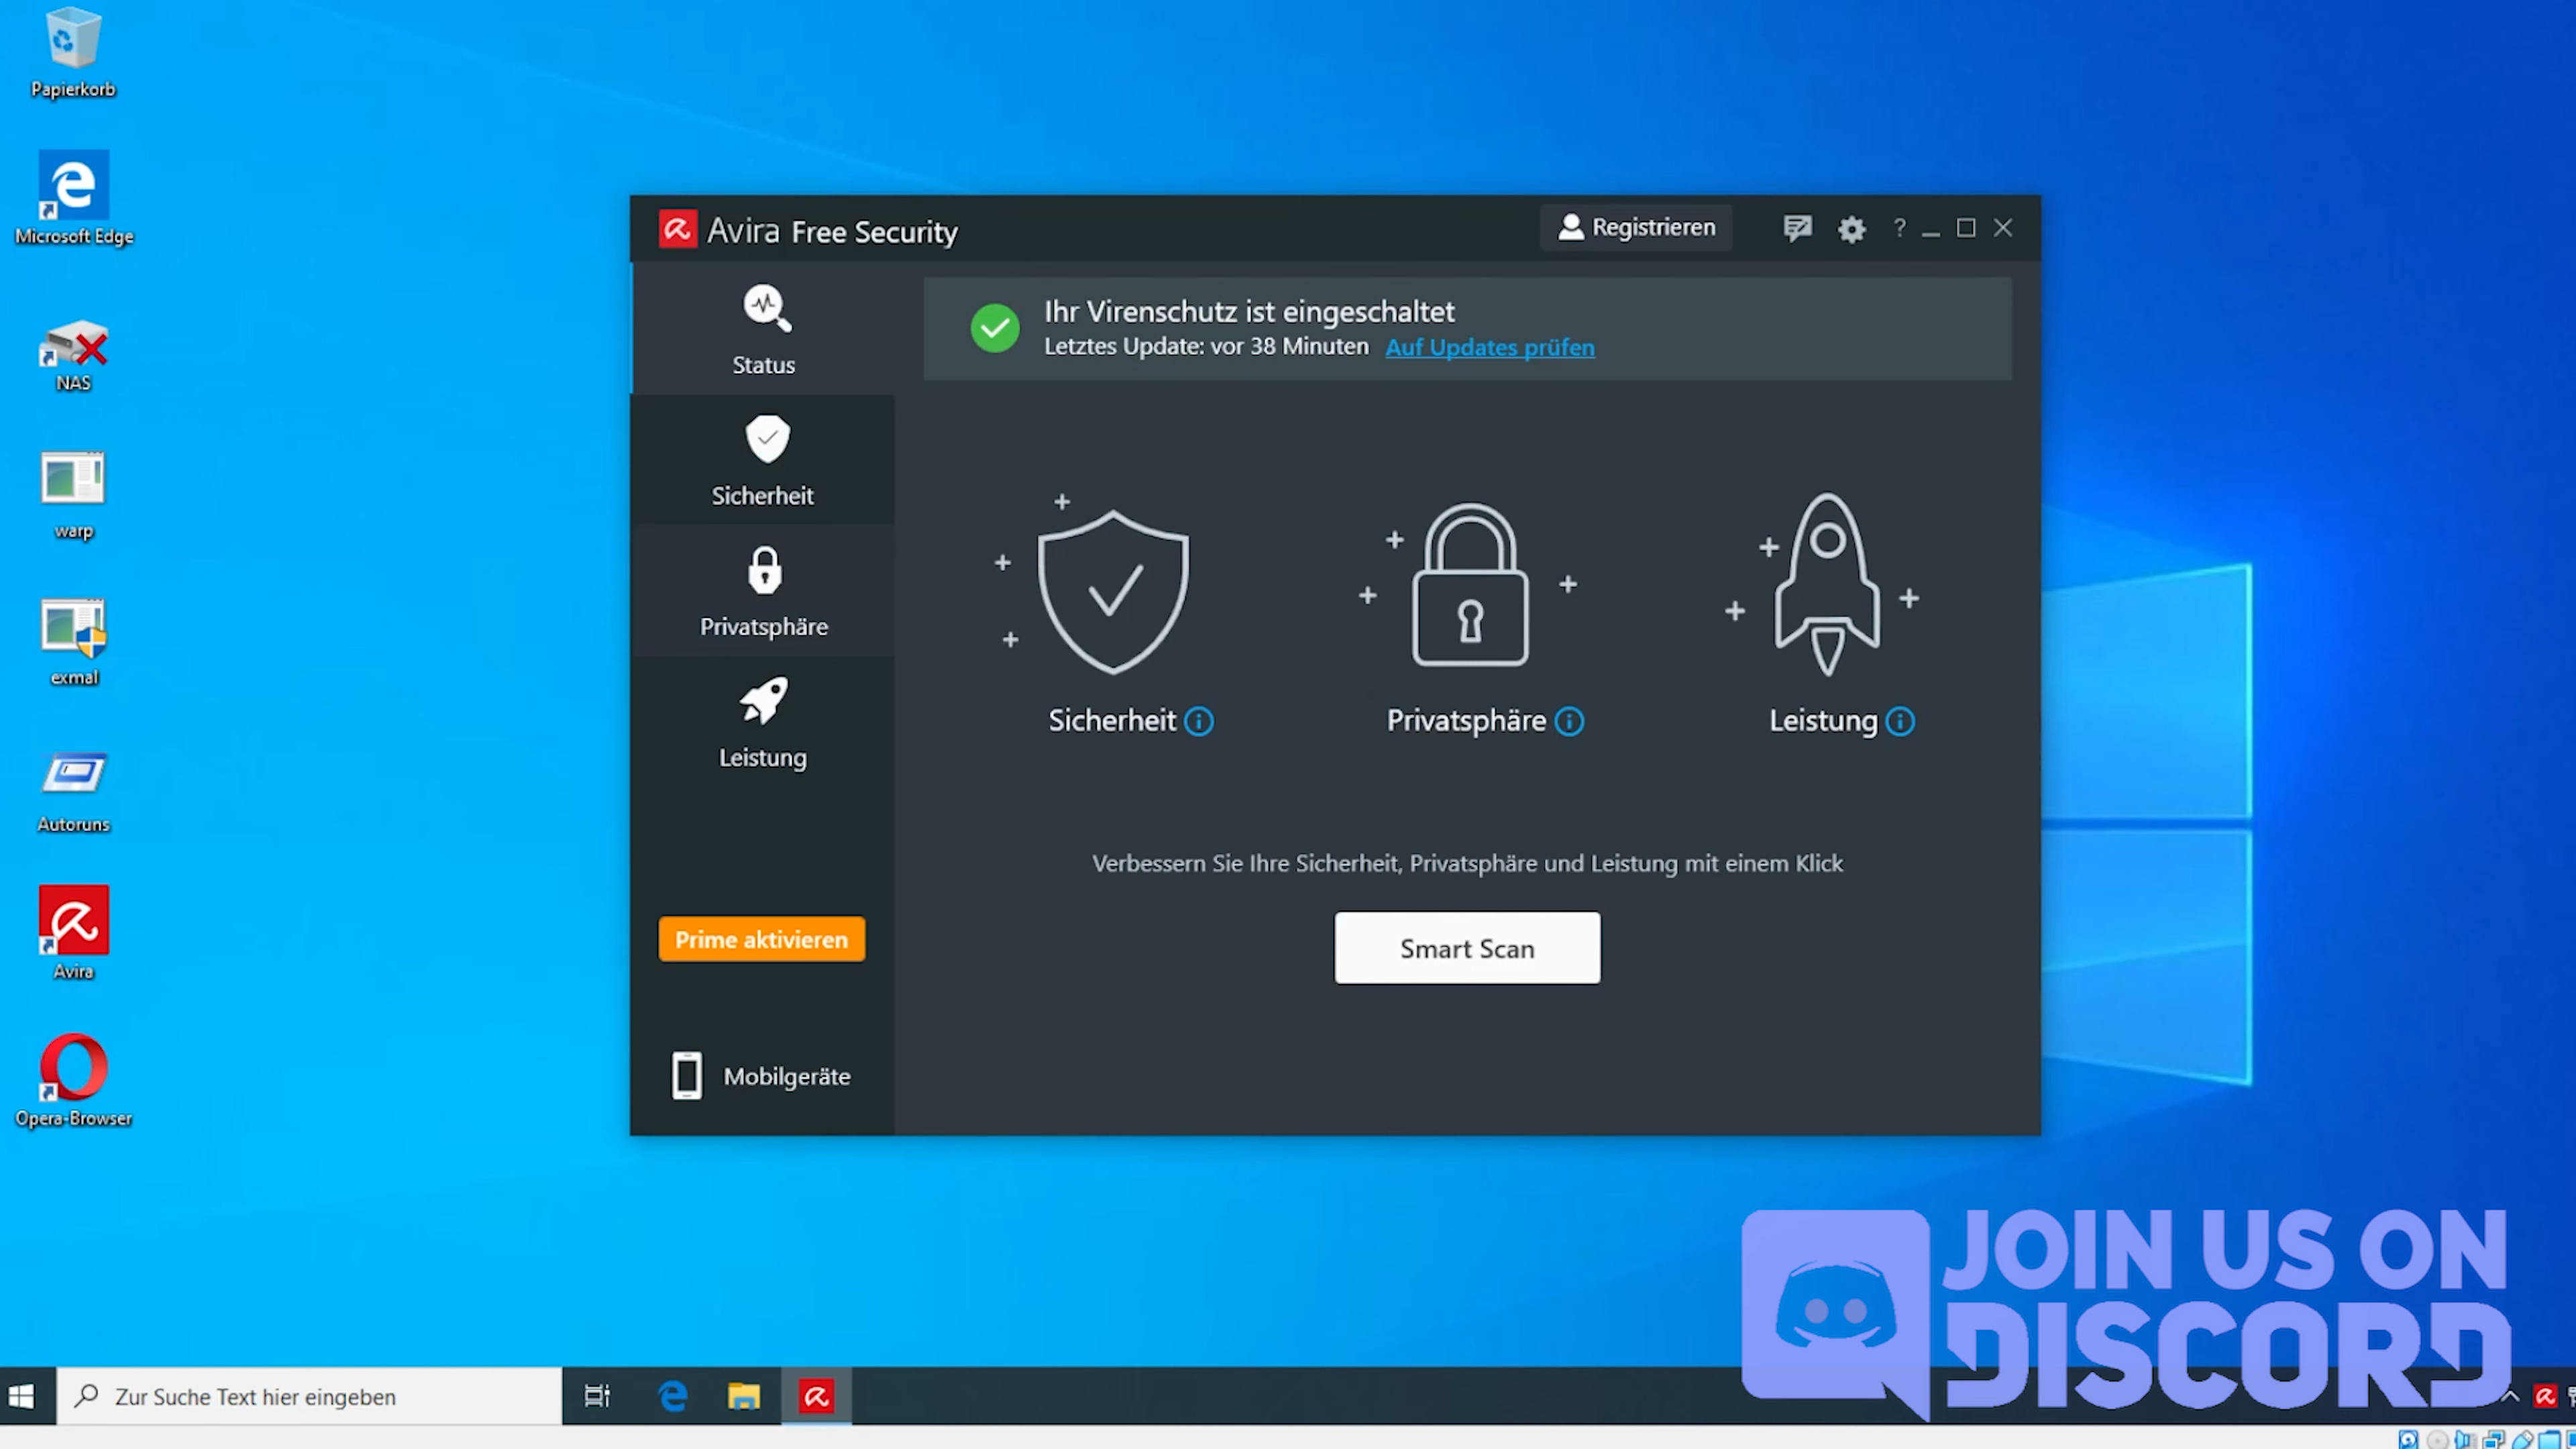 Papierkorb
Microsoft Edge
NAS
warp
exmal
Autoruns
Avira
Opera-Browser
Avira Free Security
Registrieren
?
Status
Sicherheit
Privatsphäre
Leistung
Prime aktivieren
Mobilgeräte
Ihr Virenschutz ist eingeschaltet
Letztes Update: vor 38 Minuten Auf Updates prüfen
Sicherheit
Privatsphäre
Leistung
Verbessern Sie Ihre Sicherheit, Privatsphäre und Leistung mit einem Klick
Smart Scan
JOIN US ON
DISCORD
Zur Suche Text hier eingeben